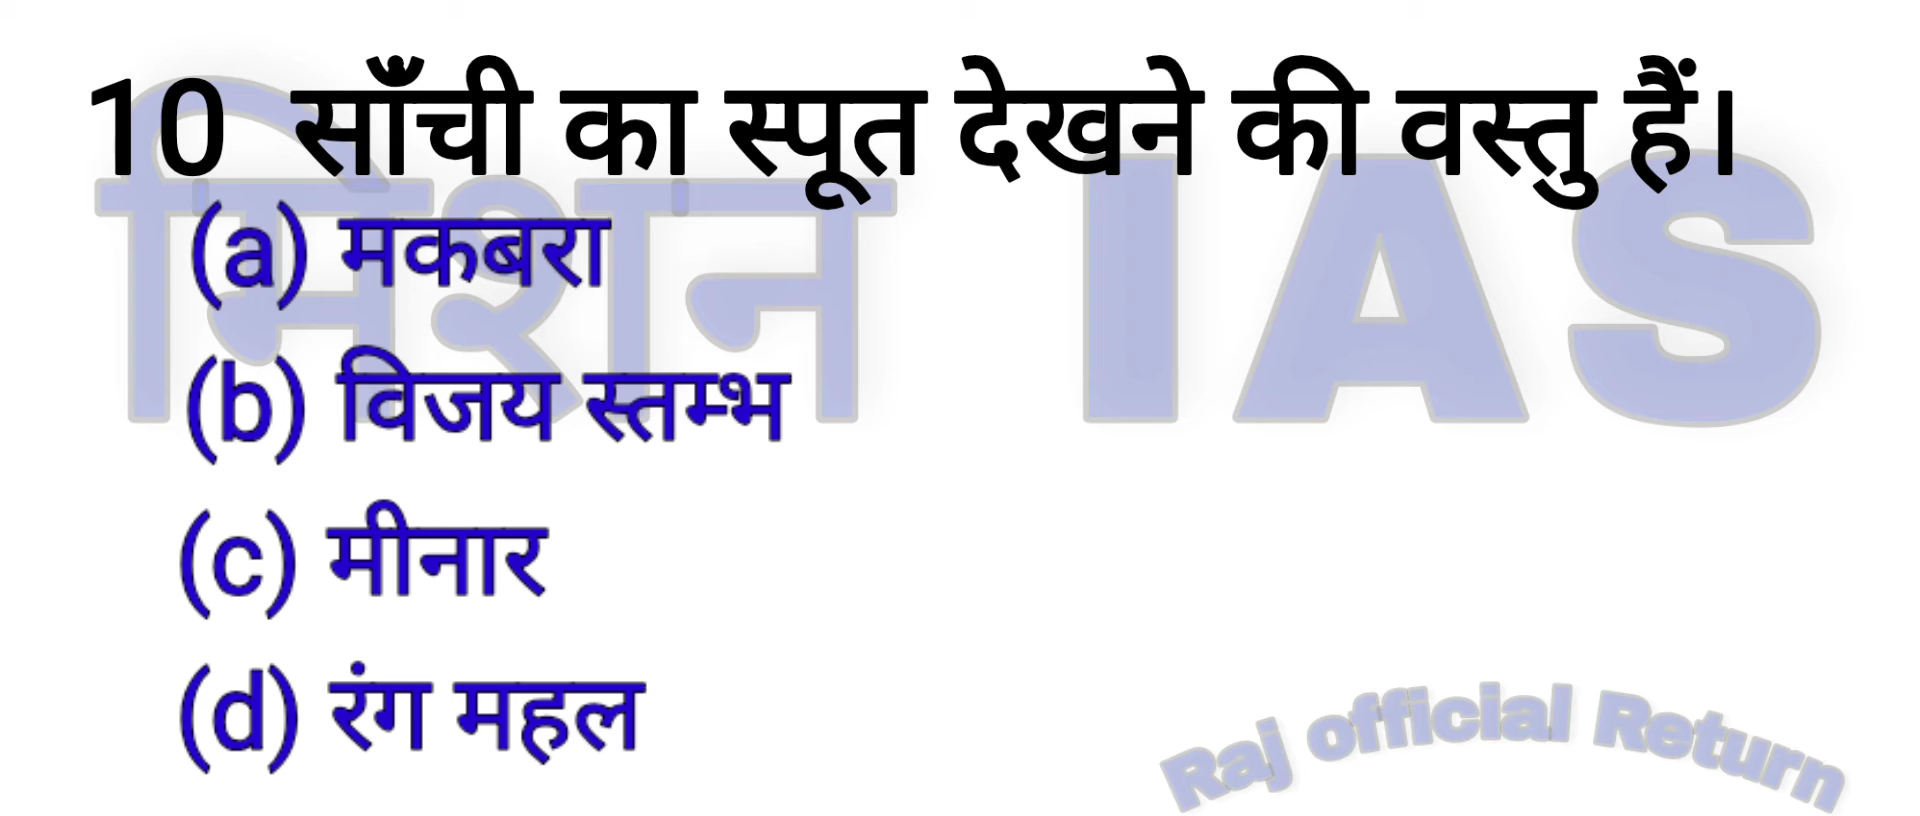 10 साँची का स्पूत देखने की वस्तु हैं।
मिशन IAS
(a) मकबरा
(b) विजय स्तम्भ
(c) मीनार
(d) रंग महल
Raj official Return